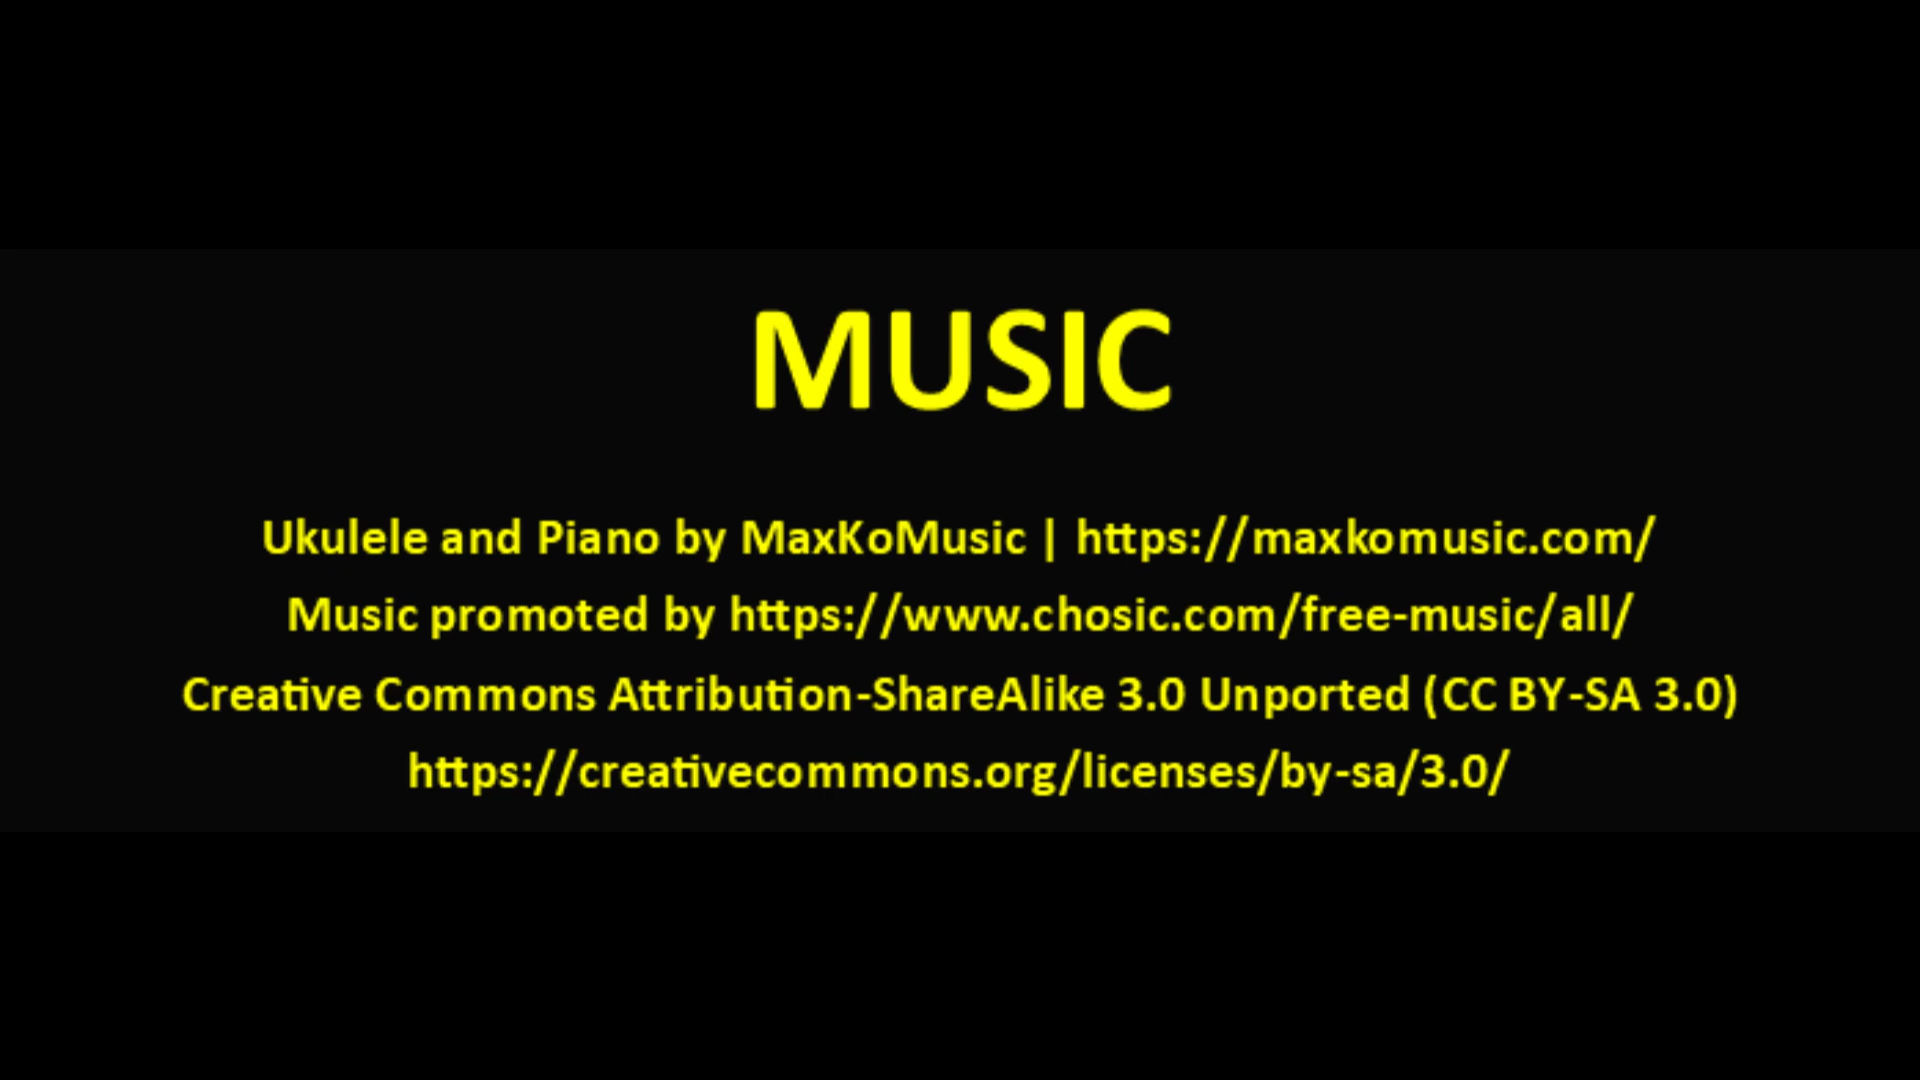 MUSIC
Ukulele and Piano by MaxKoMusic | https://maxkomusic.com/
Music promoted by https://www.chosic.com/free-music/all/
Creative Commons Attribution-ShareAlike 3.0 Unported (CC BY-SA 3.0)
https://creativecommons.org/licenses/by-sa/3.0/